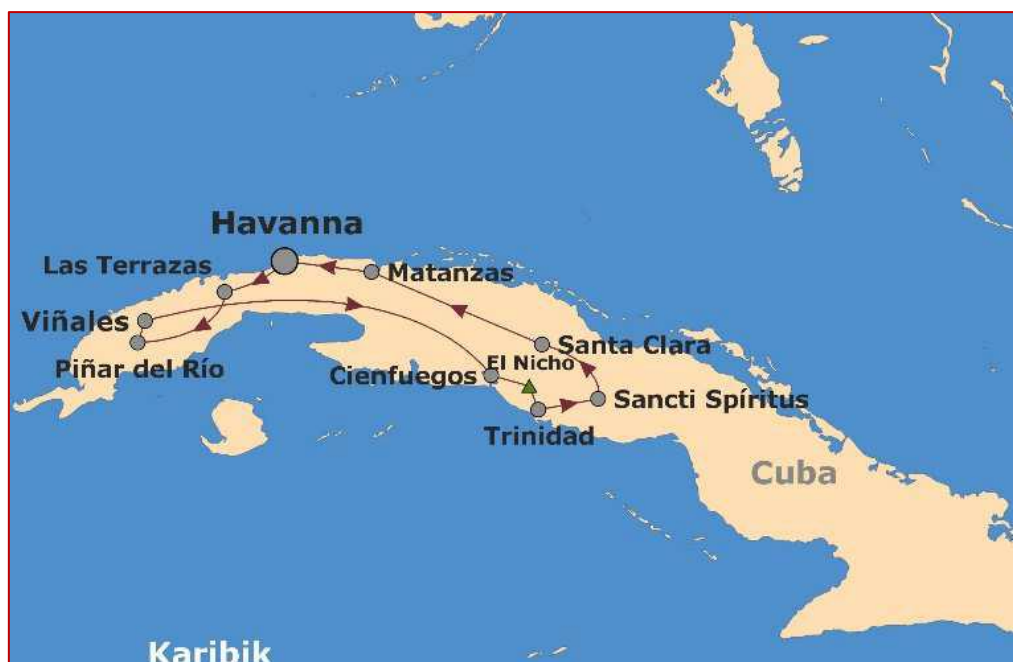 Havanna
Las Terrazas
Matanzas
Viñales
Piñar del Río
Santa Clara
El Nicho
Cienfuegos
Sancti Spíritus
Trinidad
Cuba
Karibik